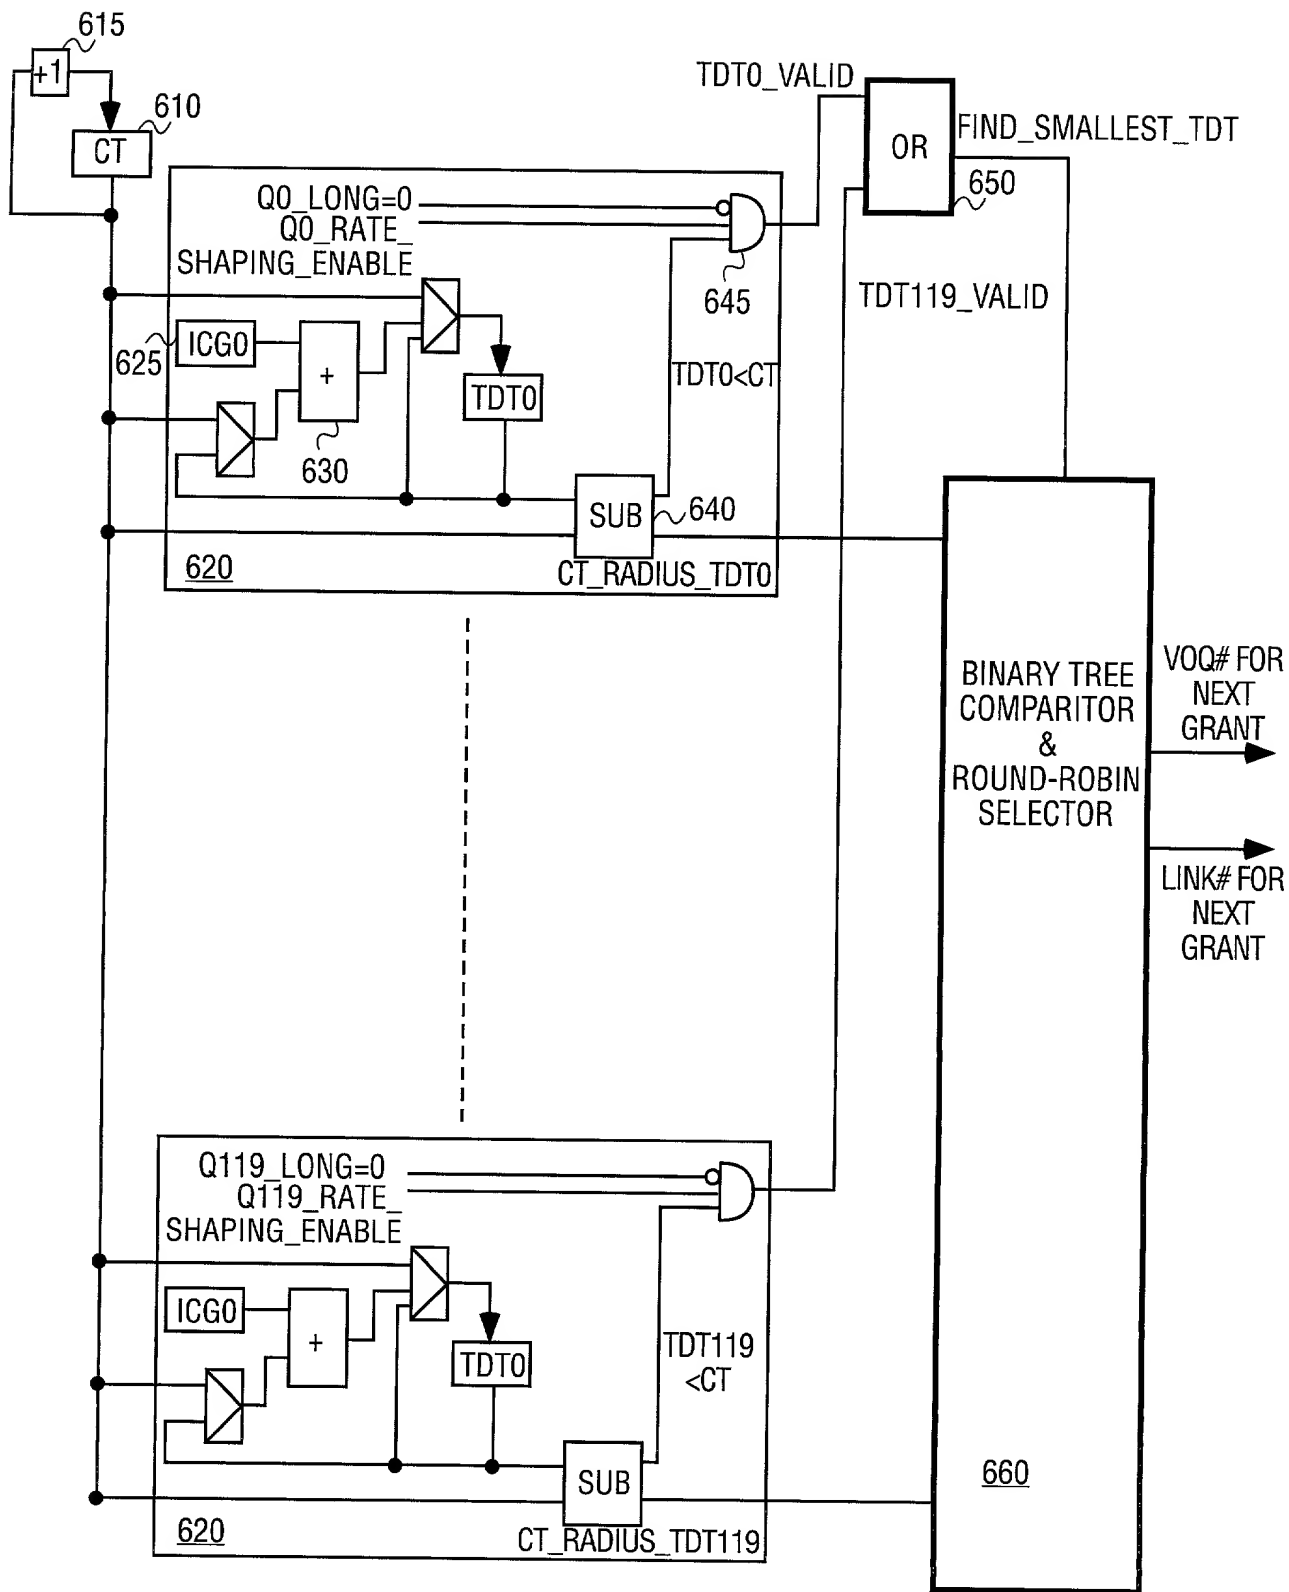 615
+1
610
CT
TDT0_VALID
OR
FIND_SMALLEST_TDT
650
Q0_LONG=0
Q0_RATE_
SHAPING_ENABLE
645
TDT119_VALID
625
ICG0
+
TDT0
TDT0<CT
630
SUB
640
620
CT_RADIUS_TDT0
BINARY TREE
COMPARITOR
&
ROUND-ROBIN
SELECTOR
VOQ# FOR
NEXT
GRANT
LINK# FOR
NEXT
GRANT
Q119_LONG=0
Q119_RATE_
SHAPING_ENABLE
ICG0
+
TDT0
TDT119
<CT
SUB
660
620
CT_RADIUS_TDT119